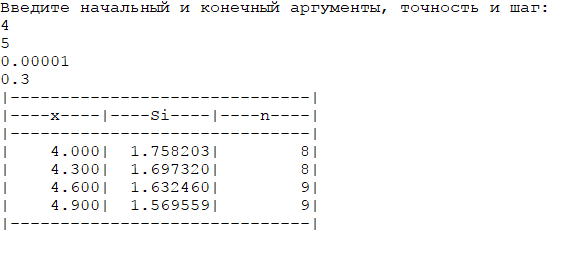 Введите начальный и конечный аргументы, точность и шаг:
4
5
0.00001
0.3
|------------------------------|
|----x----|----Si----|----n----|
|------------------------------|
|    4.000|  1.758203|        8|
|    4.300|  1.697320|        8|
|    4.600|  1.632460|        9|
|    4.900|  1.569559|        9|
|------------------------------|